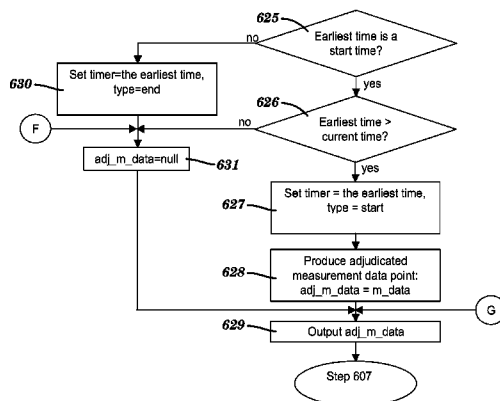 625
Earliest time is a
start time?
no
yes
630
Set timer=the earliest time,
type=end
626
Earliest time >
current time?
no
yes
F
adj_m_data=null
631
627
Set timer = the earliest time,
type = start
628
Produce adjudicated
measurement data point:
adj_m_data = m_data
G
629
Output adj_m_data
Step 607